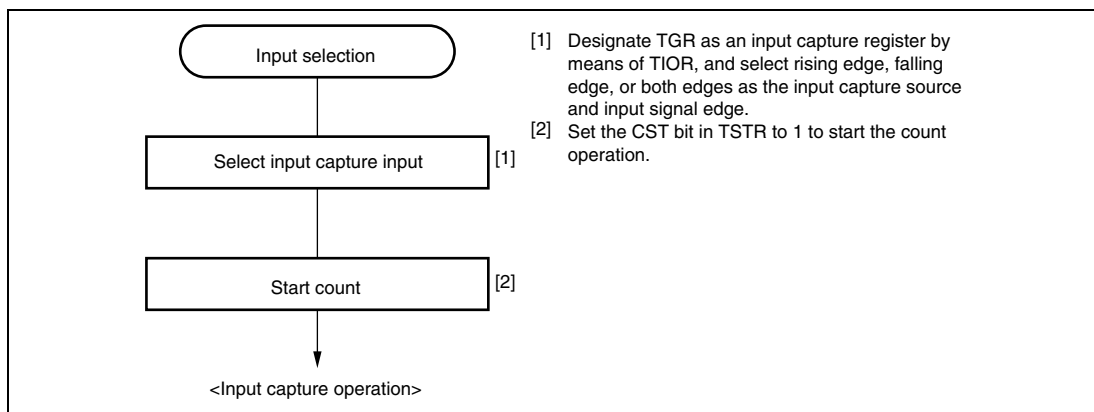 Input selection
Select input capture input
[1]
Start count
[2]
<Input capture operation>
[1] Designate TGR as an input capture register by
means of TIOR, and select rising edge, falling
edge, or both edges as the input capture source
and input signal edge.
[2] Set the CST bit in TSTR to 1 to start the count
operation.